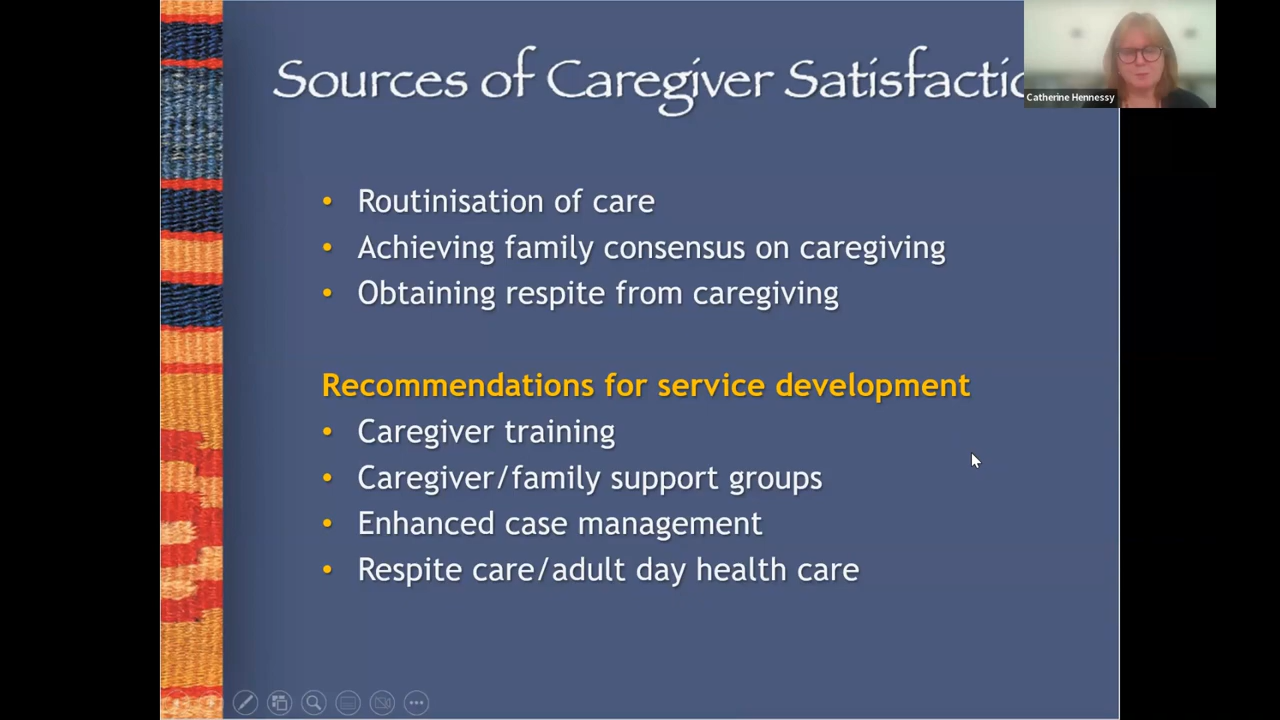 Sources of Caregiver Satisfactio
Catherine Hennessy
• Routinisation of care
• Achieving family consensus on caregiving
• Obtaining respite from caregiving
Recommendations for service development
• Caregiver training
• Caregiver/family support groups
• Enhanced case management
• Respite care/adult day health care